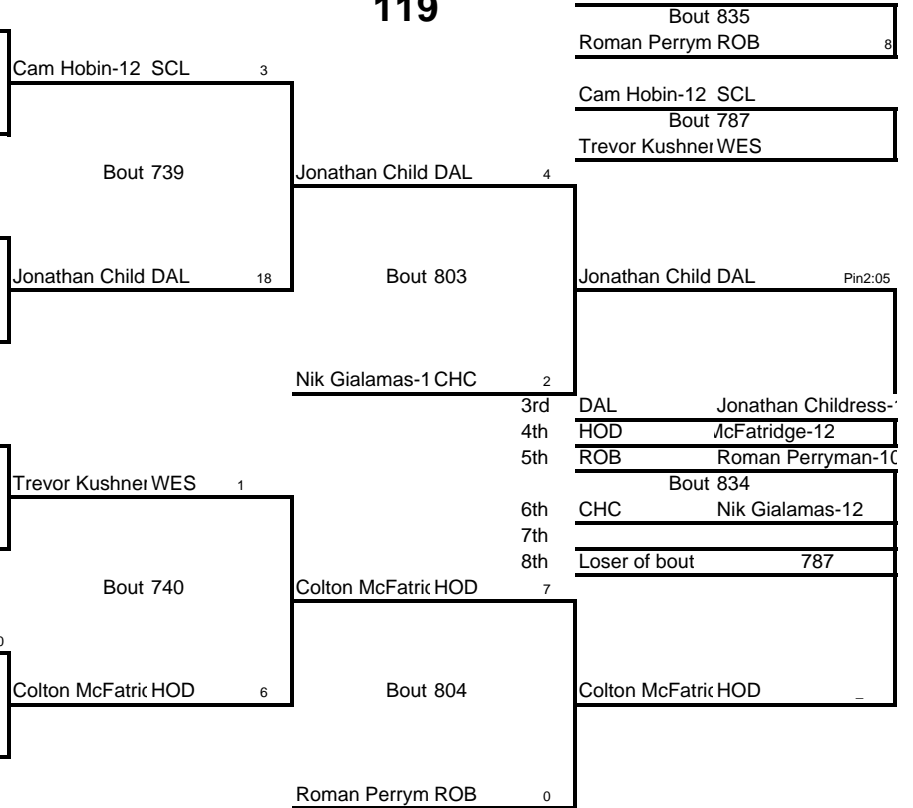 119
Bout 835
Roman Perrym ROB 8
Cam Hobin-12 SCL 3
Cam Hobin-12 SCL
Bout 787
Trevor Kushner WES
Bout 739
Jonathan Child DAL 4
Jonathan Child DAL 18
Bout 803
Jonathan Child DAL Pin2:05
Nik Gialamas-1 CHC 2
3rd DAL Jonathan Childress-1
4th HOD McFatridge-12
5th ROB Roman Perryman-10
Bout 834
Trevor Kushner WES 1
6th CHC Nik Gialamas-12
7th
8th Loser of bout 787
Bout 740
Colton McFatric HOD 7
0
Colton McFatric HOD 6
Bout 804
Colton McFatric HOD _
Roman Perrym ROB 0